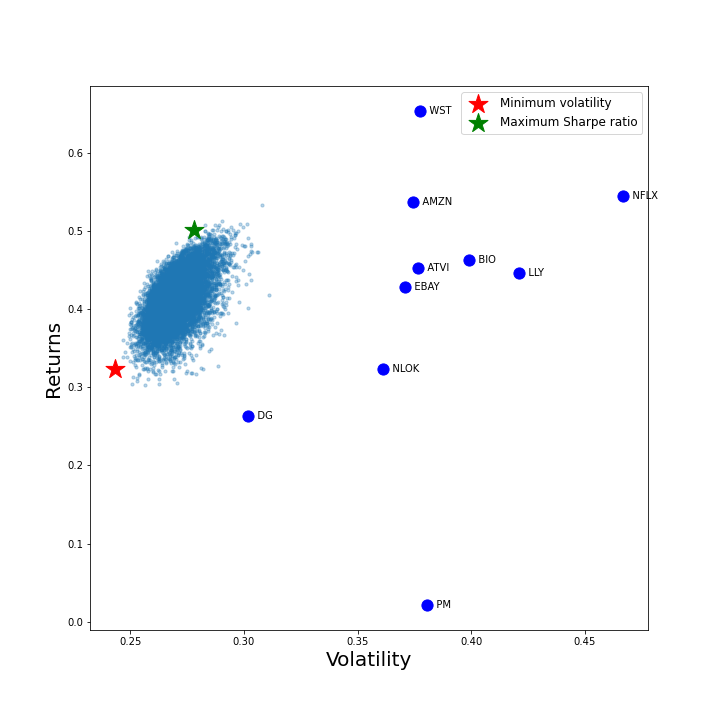 WST
Minimum volatility
Maximum Sharpe ratio
0.6
AMZN
NFLX
0.5
BIO
ATVI
LLY
EBAY
0.4
NLOK
0.3
DG
0.2
0.1
PM
0.0
Returns
0.25
0.30
0.35
0.40
0.45
Volatility